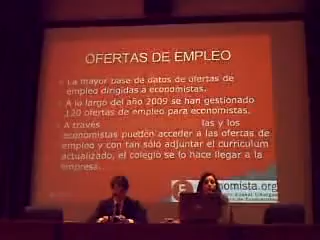 OFERTAS DE EMPLEO
La mayor base de datos de ofertas de
empleo dirigidas a economistas.
A lo largo del año 2009 se han gestionado
120 ofertas de empleo para economistas.
A través las y los
economistas pueden acceder a las ofertas de
empleo y con tan sólo adjuntar el curriculum
actualizado, el colegio se lo hace llegar a la
empresa.
nomista.org